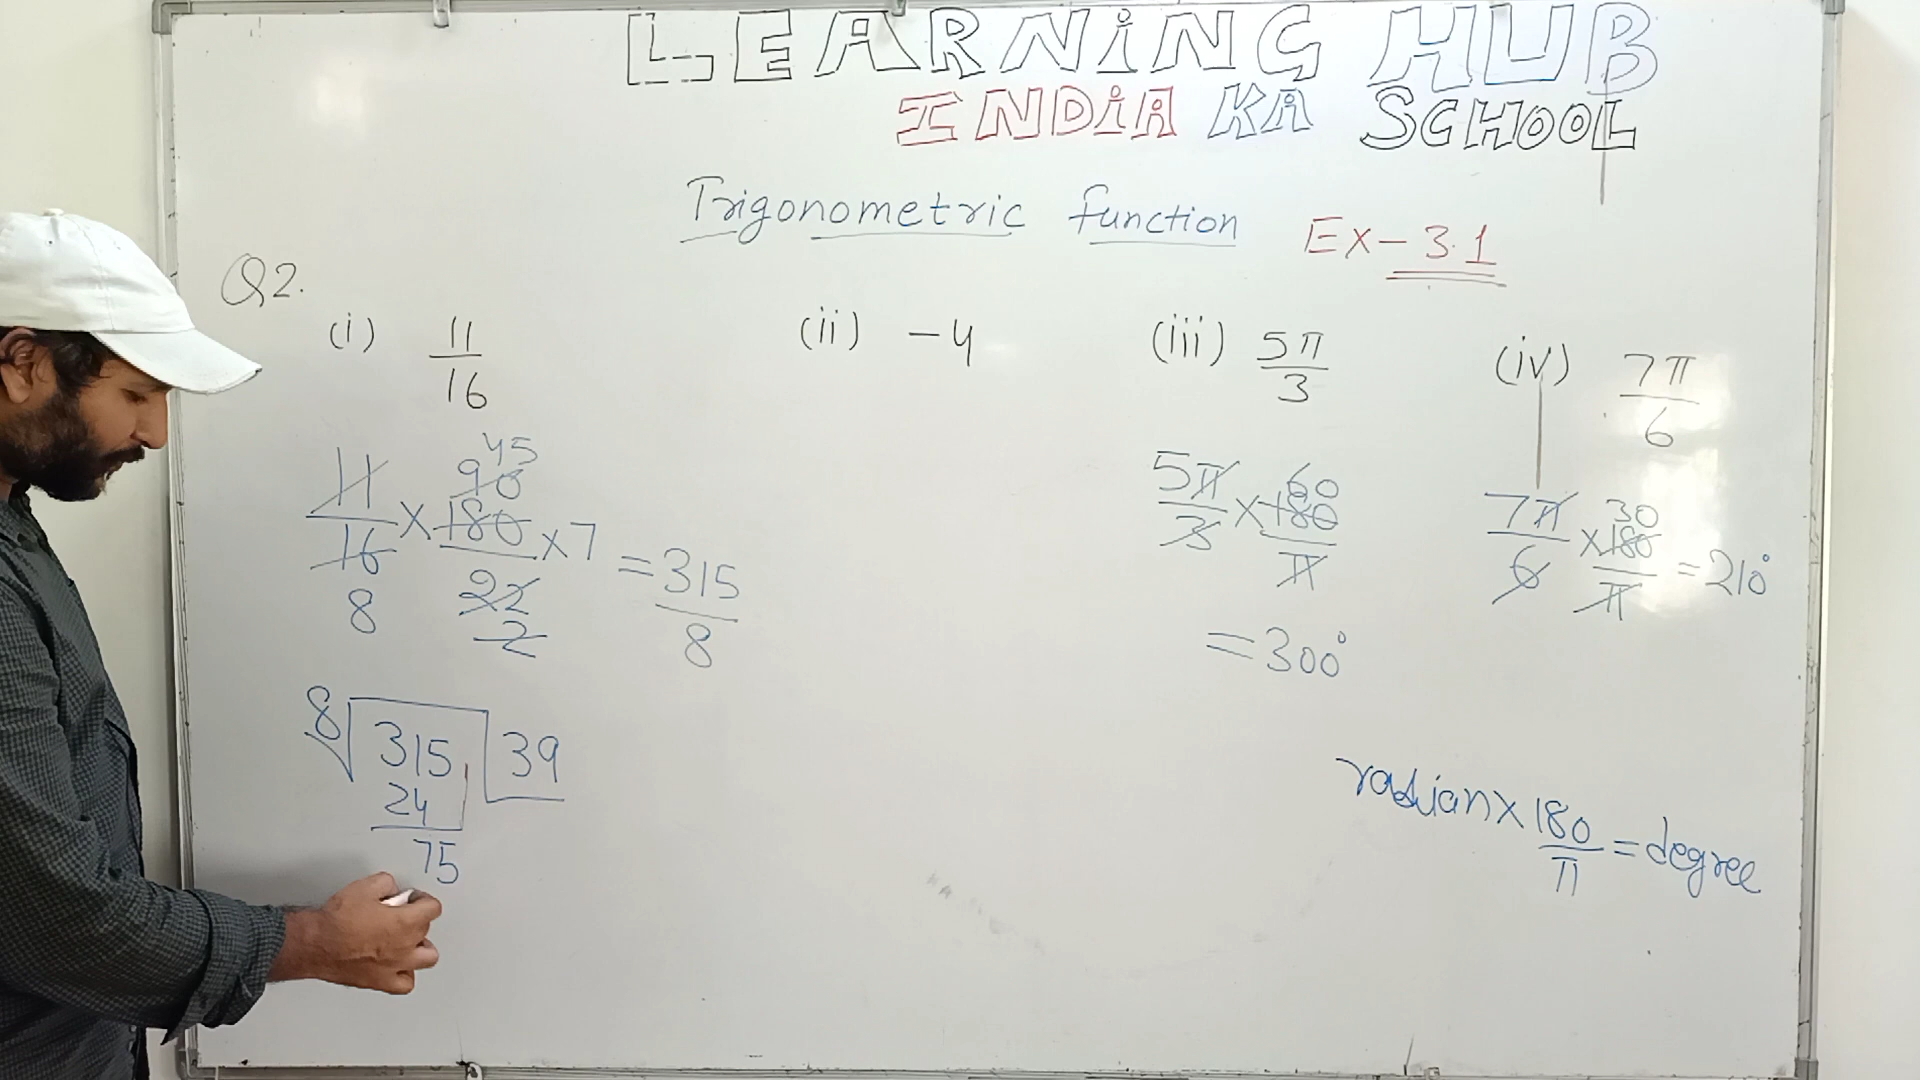 LEARNING HUB
INDIA KA SCHOOL
Trigonometric function Ex-3.1
Q2.
(i) 11/16
(ii) -4
(iii) 5π/3
(iv) 7π/6
11/16 × 180/22 × 7 = 315/8
90 45
8 2
8 315 39
24
75
5π/3 × 180/π
60
= 300°
7π/6 × 180/π = 210°
30
radian × 180/π = degree